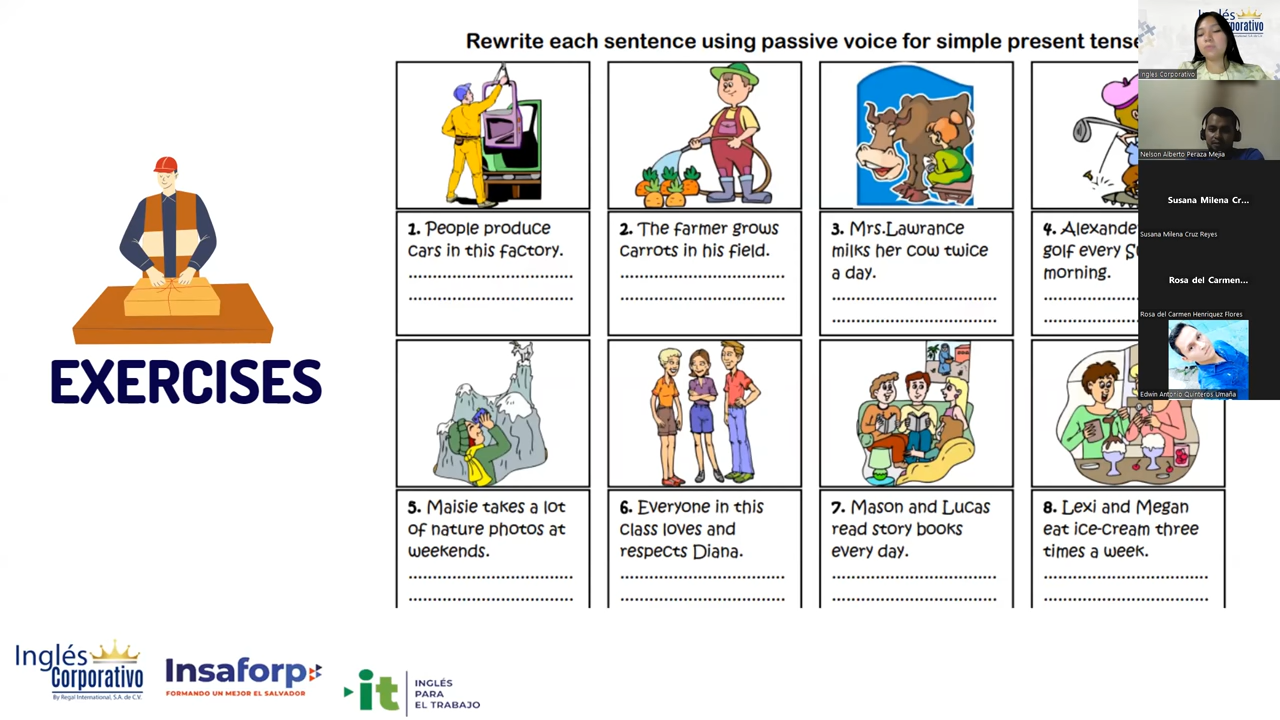 Rewrite each sentence using passive voice for simple present tense
1. People produce
cars in this factory.
2. The farmer grows
carrots in his field.
3. Mrs.Lawrance
milks her cow twice
a day.
4.
golf every
morning.
EXERCISES
5. Maisie takes a lot
of nature photos at
weekends.
6. Everyone in this
class loves and
respects Diana.
7. Mason and Lucas
read story books
every day.
8. Lexi and Megan
eat ice-cream three
times a week.
Inglés
Corporativo
By Regal International, S.A. de C.V.
Insaforp
FORMANDO UN MEJOR EL SALVADOR
it
INGLÉS
PARA
EL TRABAJO
Inglés
Ingles Corporativo
Nelson Alberto Peraza Mejia
Susana Milena Cr...
Susana Milena Cruz Reyes
Rosa del Carmen...
Rosa del Carmen Henriquez Flores
Edwin Antonio Quinteros Umaña